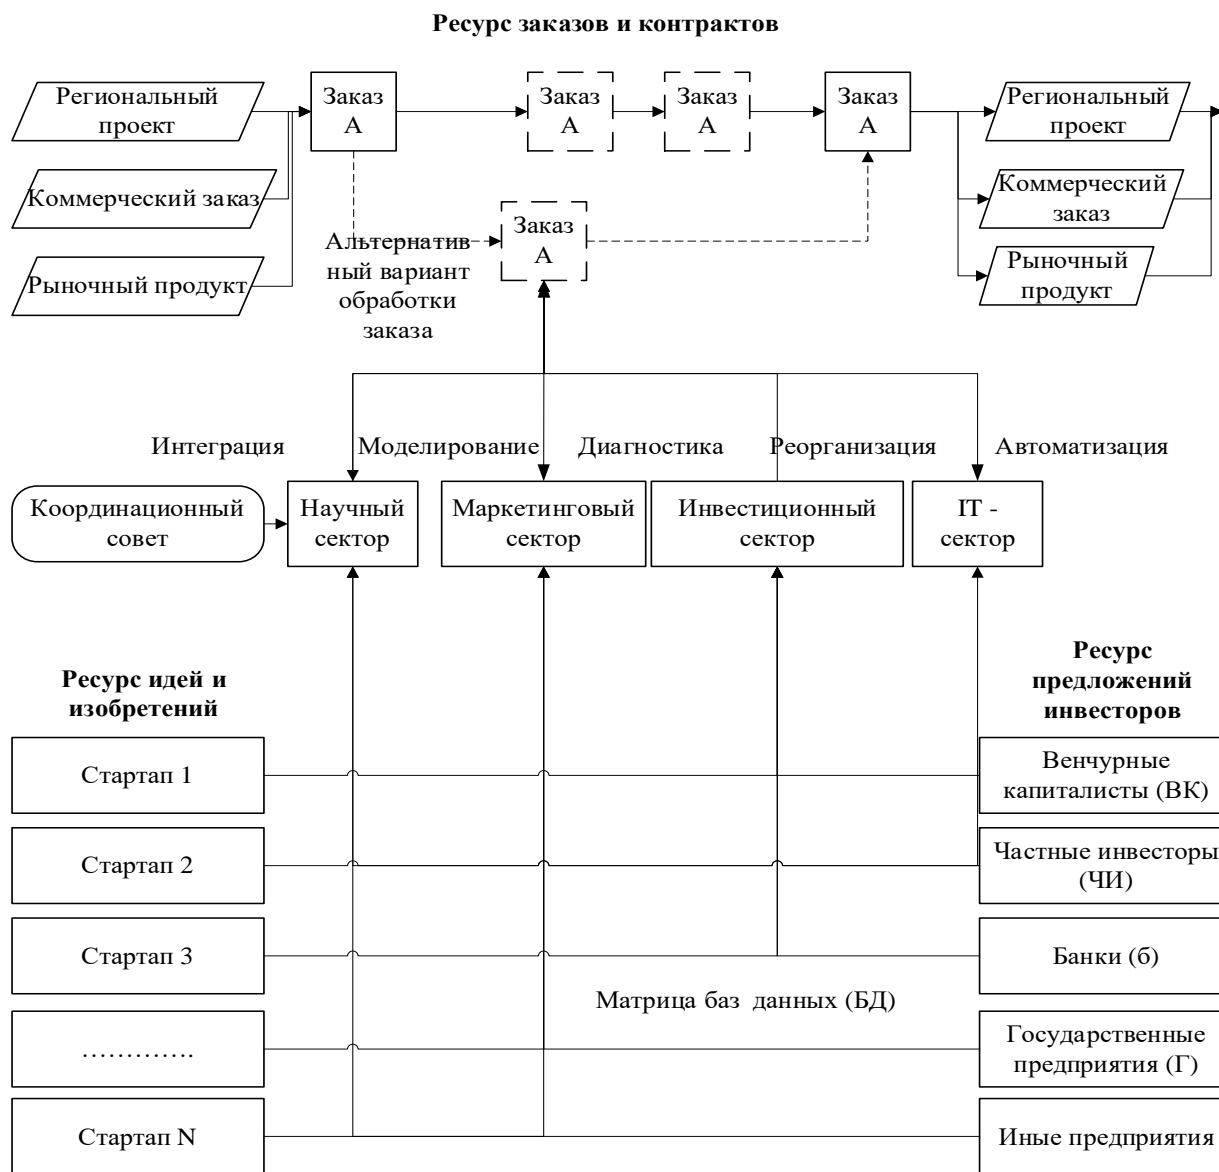 Ресурс заказов и контрактов
Региональный
проект
Заказ
А
Заказ
А
Заказ
А
Заказ
А
Региональный
проект
Коммерческий заказ
Коммерческий
заказ
Заказ
А
Рыночный продукт
Альтернатив
ный вариант
обработки
заказа
Рыночный
продукт
Интеграция
Моделирование
Диагностика
Реорганизация
Автоматизация
Координационный
совет
Научный
сектор
Маркетинговый
сектор
Инвестиционный
сектор
IT -
сектор
Ресурс идей и
изобретений
Ресурс
предложений
инвесторов
Стартап 1
Венчурные
капиталисты (ВК)
Стартап 2
Частные инвесторы
(ЧИ)
Стартап 3
Банки (б)
Матрица баз  данных (БД)
………….
Государственные
предприятия (Г)
Стартап N
Иные предприятия